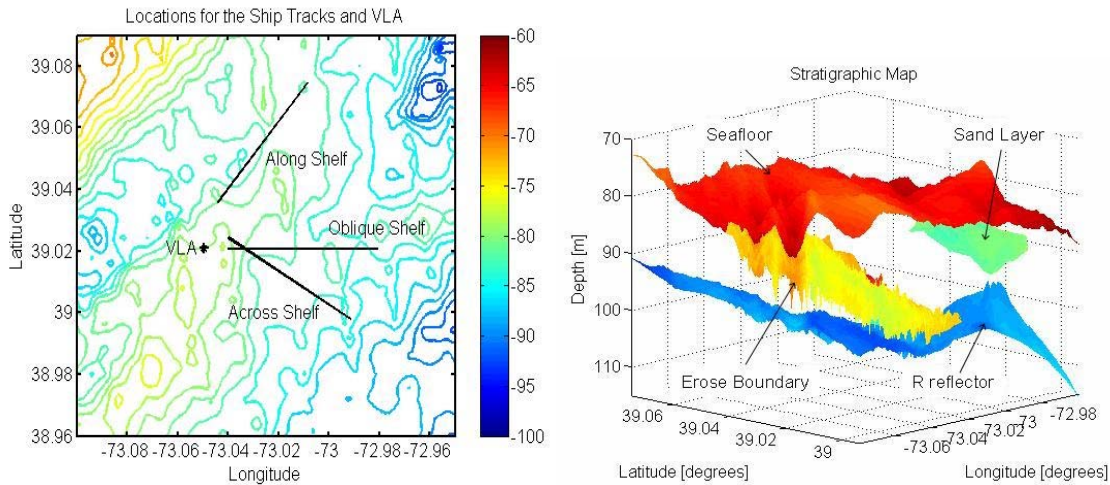 Locations for the Ship Tracks and VLA
39.08
39.06
39.04
39.02
39
38.98
38.96
Latitude
Along Shelf
Oblique Shelf
VLA
Across Shelf
-73.08 -73.06 -73.04 -73.02 -73 -72.98 -72.96
Longitude
-60
-65
-70
-75
-80
-85
-90
-95
-100
Stratigraphic Map
Seafloor
Sand Layer
70
80
90
100
110
Depth [m]
Erose Boundary
R reflector
39.06
39.04
39.02
39
-73.06
-73.04
-73.02
-73
-72.98
Latitude [degrees]
Longitude [degrees]